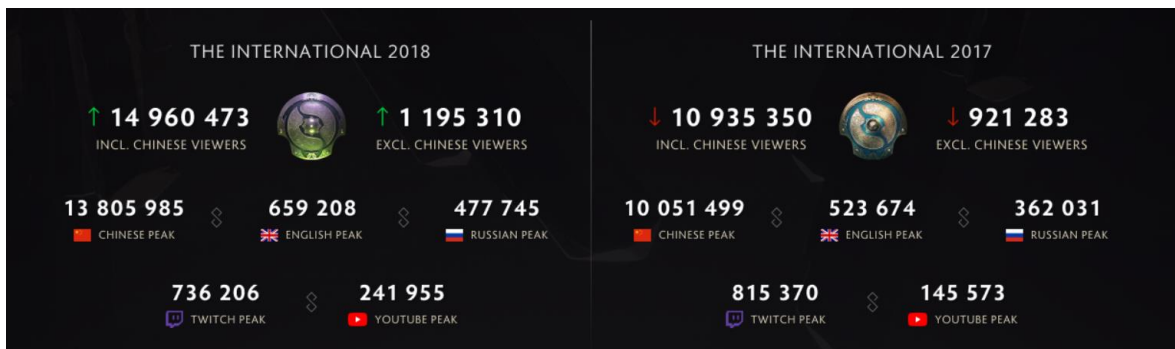 THE INTERNATIONAL 2018
↑ 14 960 473
INCL. CHINESE VIEWERS
↑ 1 195 310
EXCL. CHINESE VIEWERS
13 805 985
CHINESE PEAK
659 208
ENGLISH PEAK
477 745
RUSSIAN PEAK
736 206
TWITCH PEAK
241 955
YOUTUBE PEAK
THE INTERNATIONAL 2017
↓ 10 935 350
INCL. CHINESE VIEWERS
↓ 921 283
EXCL. CHINESE VIEWERS
10 051 499
CHINESE PEAK
523 674
ENGLISH PEAK
362 031
RUSSIAN PEAK
815 370
TWITCH PEAK
145 573
YOUTUBE PEAK